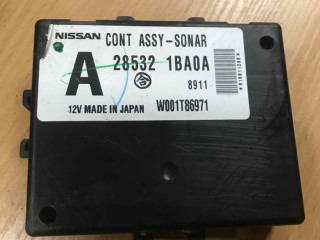 NISSAN CONT ASSY-SONAR
A 28532 1BA0A
8911
12V MADE IN JAPAN W001T86971